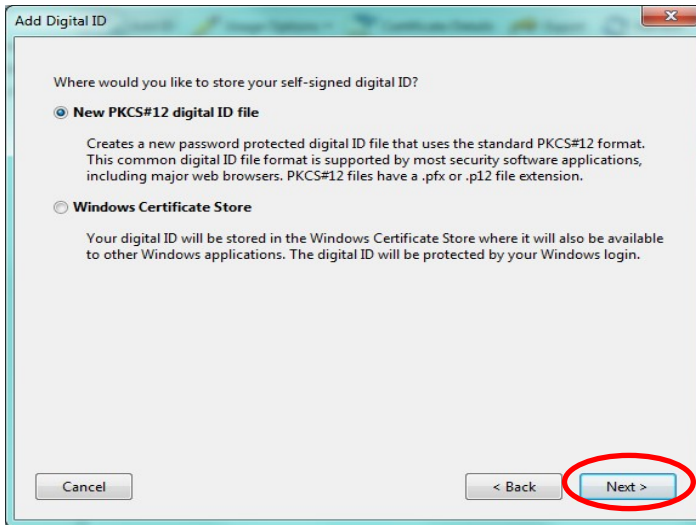 Add Digital ID
Where would you like to store your self-signed digital ID?
New PKCS#12 digital ID file
Creates a new password protected digital ID file that uses the standard PKCS#12 format.
This common digital ID file format is supported by most security software applications,
including major web browsers. PKCS#12 files have a .pfx or .p12 file extension.
Windows Certificate Store
Your digital ID will be stored in the Windows Certificate Store where it will also be available
to other Windows applications. The digital ID will be protected by your Windows login.
Cancel
< Back
Next >